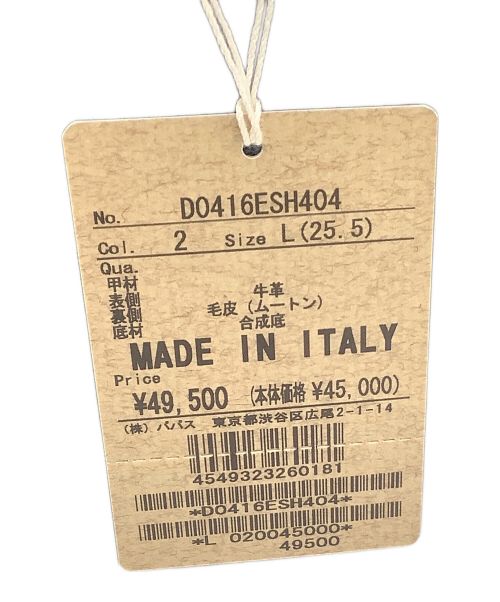 No. DO416ESH404
Col. 2 Size L(25.5)
Qua.
甲材
表側 牛革
裏側 毛皮（ムートン）
底材 合成底
MADE IN ITALY
Price
¥49,500 (本体価格 ¥45,000)
（株）パパス 東京都渋谷区広尾2-1-14
4549323260181
*DO416ESH404*
*L 020045000*
49500